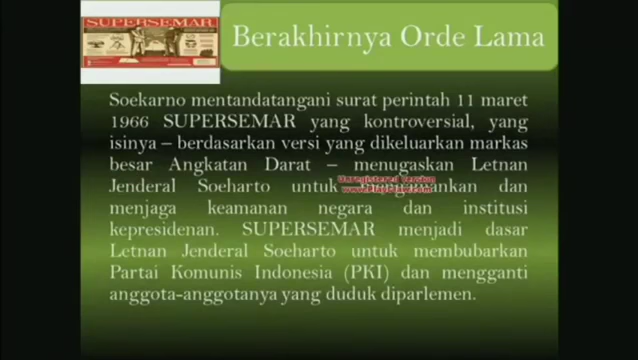 SUPERSEMAR
Berakhirnya Orde Lama
Soekarno mentandatangani surat perintah 11 maret
1966 SUPERSEMAR yang kontroversial, yang
isinya – berdasarkan versi yang dikeluarkan markas
besar Angkatan Darat – menugaskan Letnan
Jenderal Soeharto untuk dan
Unregistered Version
menjaga keamanan negara dan institusi
kepresidenan. SUPERSEMAR menjadi dasar
Letnan Jenderal Soeharto untuk membubarkan
Partai Komunis Indonesia (PKI) dan mengganti
anggota-anggotanya yang duduk diparlemen.